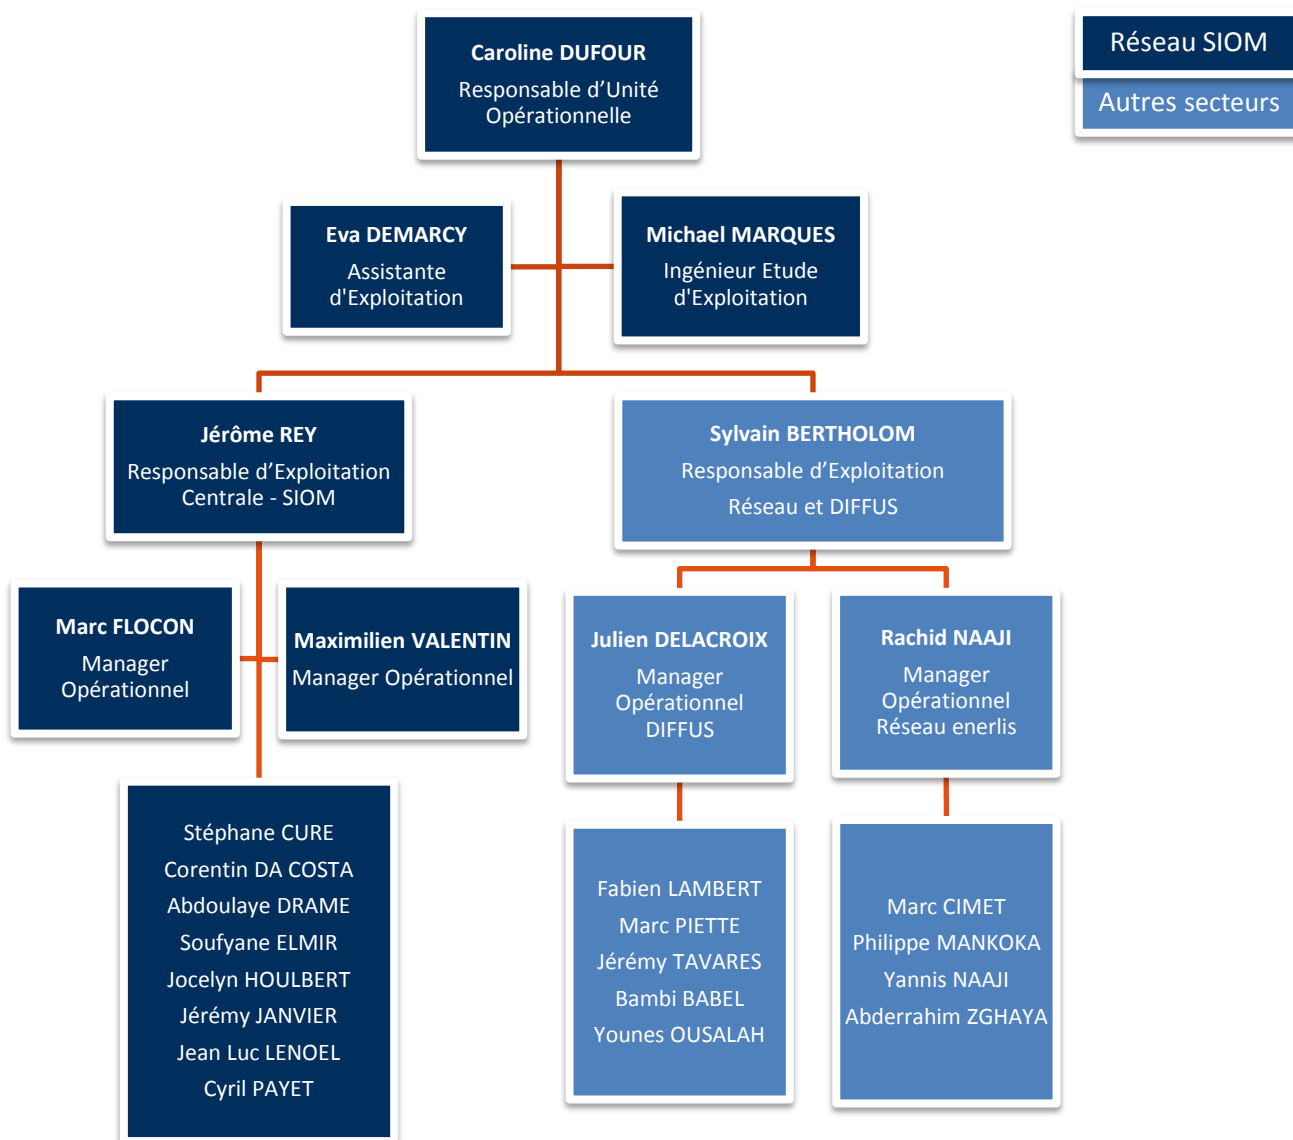 Caroline DUFOUR
Responsable d’Unité
Opérationnelle
Réseau SIOM
Autres secteurs
Eva DEMARCY
Assistante
d'Exploitation
Michael MARQUES
Ingénieur Etude
d'Exploitation
Jérôme REY
Responsable d’Exploitation
Centrale - SIOM
Sylvain BERTHOLOM
Responsable d’Exploitation
Réseau et DIFFUS
Marc FLOCON
Manager
Opérationnel
Maximilien VALENTIN
Manager Opérationnel
Julien DELACROIX
Manager
Opérationnel
DIFFUS
Rachid NAAJI
Manager
Opérationnel
Réseau enerlis
Stéphane CURE
Corentin DA COSTA
Abdoulaye DRAME
Soufyane ELMIR
Jocelyn HOULBERT
Jérémy JANVIER
Jean Luc LENOEL
Cyril PAYET
Fabien LAMBERT
Marc PIETTE
Jérémy TAVARES
Bambi BABEL
Younes OUSALAH
Marc CIMET
Philippe MANKOKA
Yannis NAAJI
Abderrahim ZGHAYA